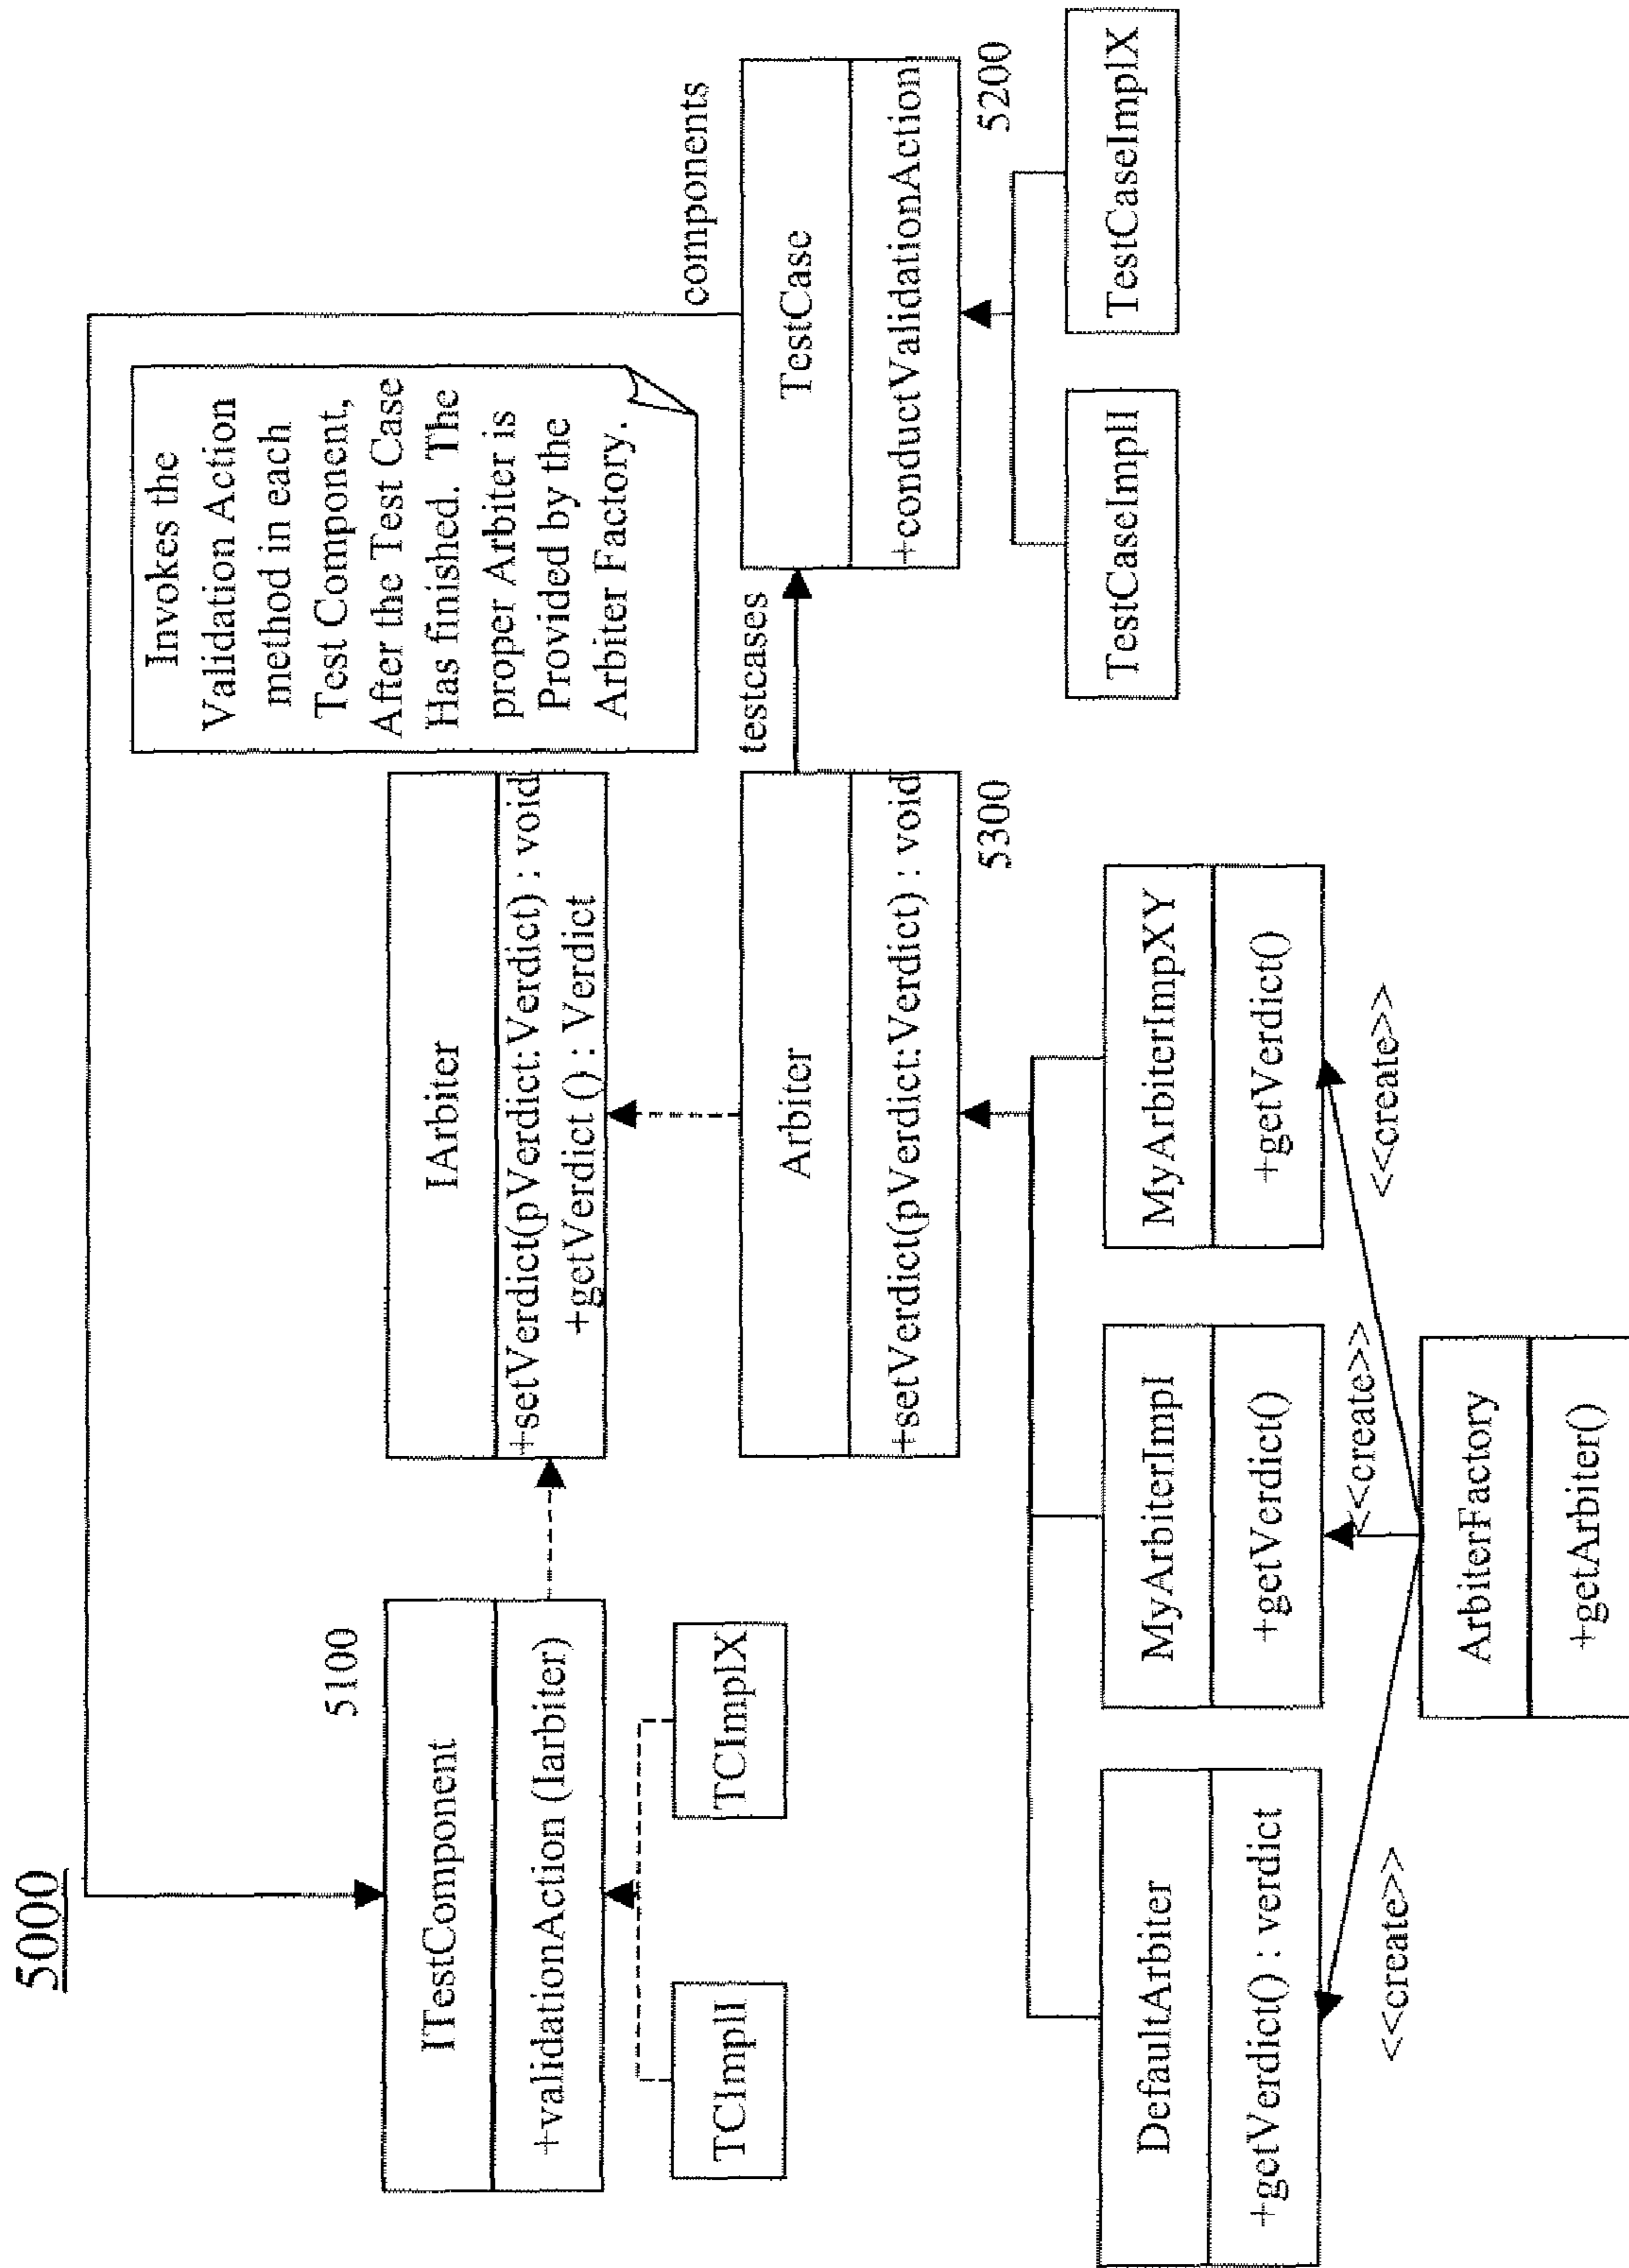 5000
components
Invokes the
Validation Action
method in each
Test Component,
After the Test Case
Has finished. The
proper Arbiter is
Provided by the
Arbiter Factory.
5100
ITestComponent
+validationAction (Iarbiter)
TCImplI
TCImplX
IArbiter
+setVerdict(pVerdict:Verdict) : void
+getVerdict () : Verdict
Arbiter
+setVerdict(pVerdict:Verdict) : void
5300
testcases
TestCase
+conductValidationAction
5200
TestCaseImplI
TestCaseImplX
DefaultArbiter
+getVerdict() : verdict
MyArbiterImpl
+getVerdict()
MyArbiterImpXY
+getVerdict()
<<create>>
<<create>>
<<create>>
ArbiterFactory
+getArbiter()